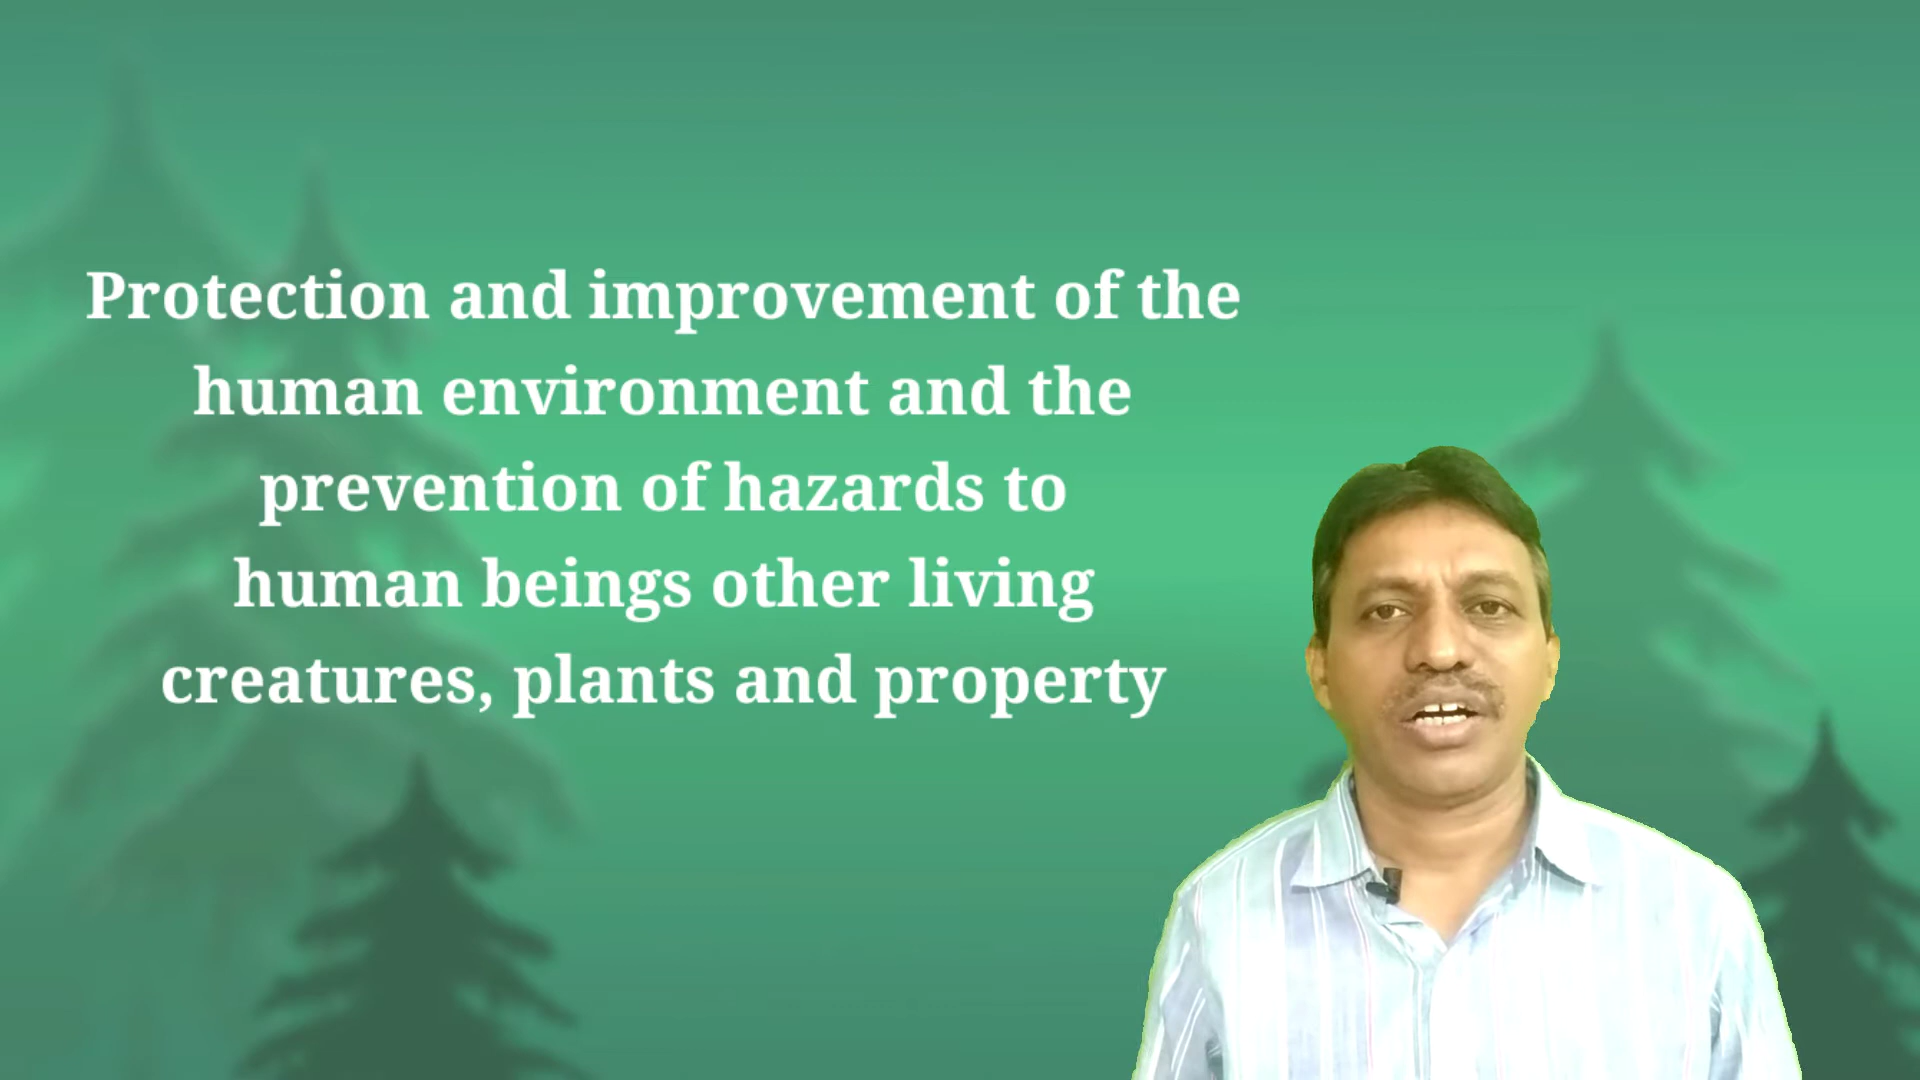 Protection and improvement of the
human environment and the
prevention of hazards to
human beings other living
creatures, plants and property